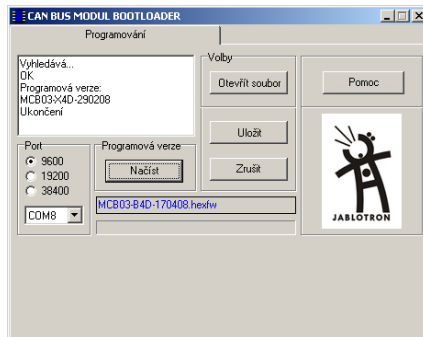 CAN BUS MODUL BOOTLOADER
Programování
Vyhledává...
OK
Programová verze:
MCB03-X4D-290208
Ukončení
Volby
Otevřít soubor
Pomoc
Uložit
Zrušit
Port
9600
19200
38400
COM8
Programová verze
Načíst
MCB03-B4D-170408.hexfw
JABLOTRON